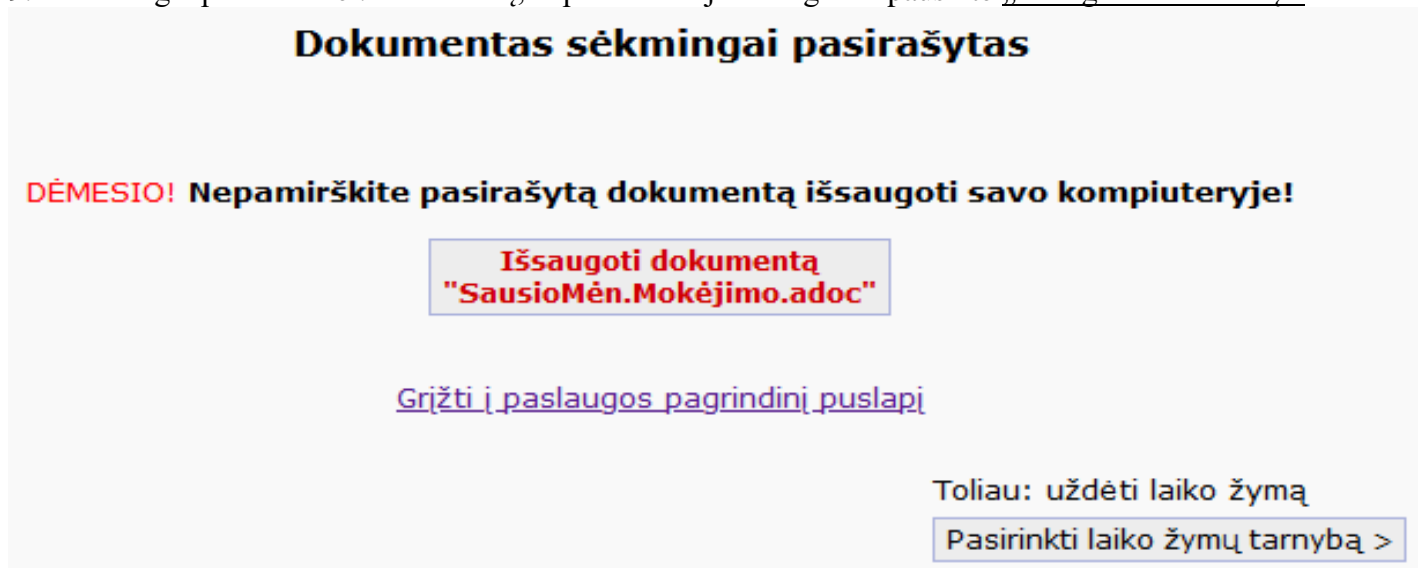 Dokumentas sėkmingai pasirašytas
DĖMESIO! Nepamirškite pasirašytą dokumentą išsaugoti savo kompiuteryje!
Išsaugoti dokumentą
"SausioMėn.Mokėjimo.adoc"
Grįžti į paslaugos pagrindinį puslapį
Toliau: uždėti laiko žymą
Pasirinkti laiko žymų tarnybą >